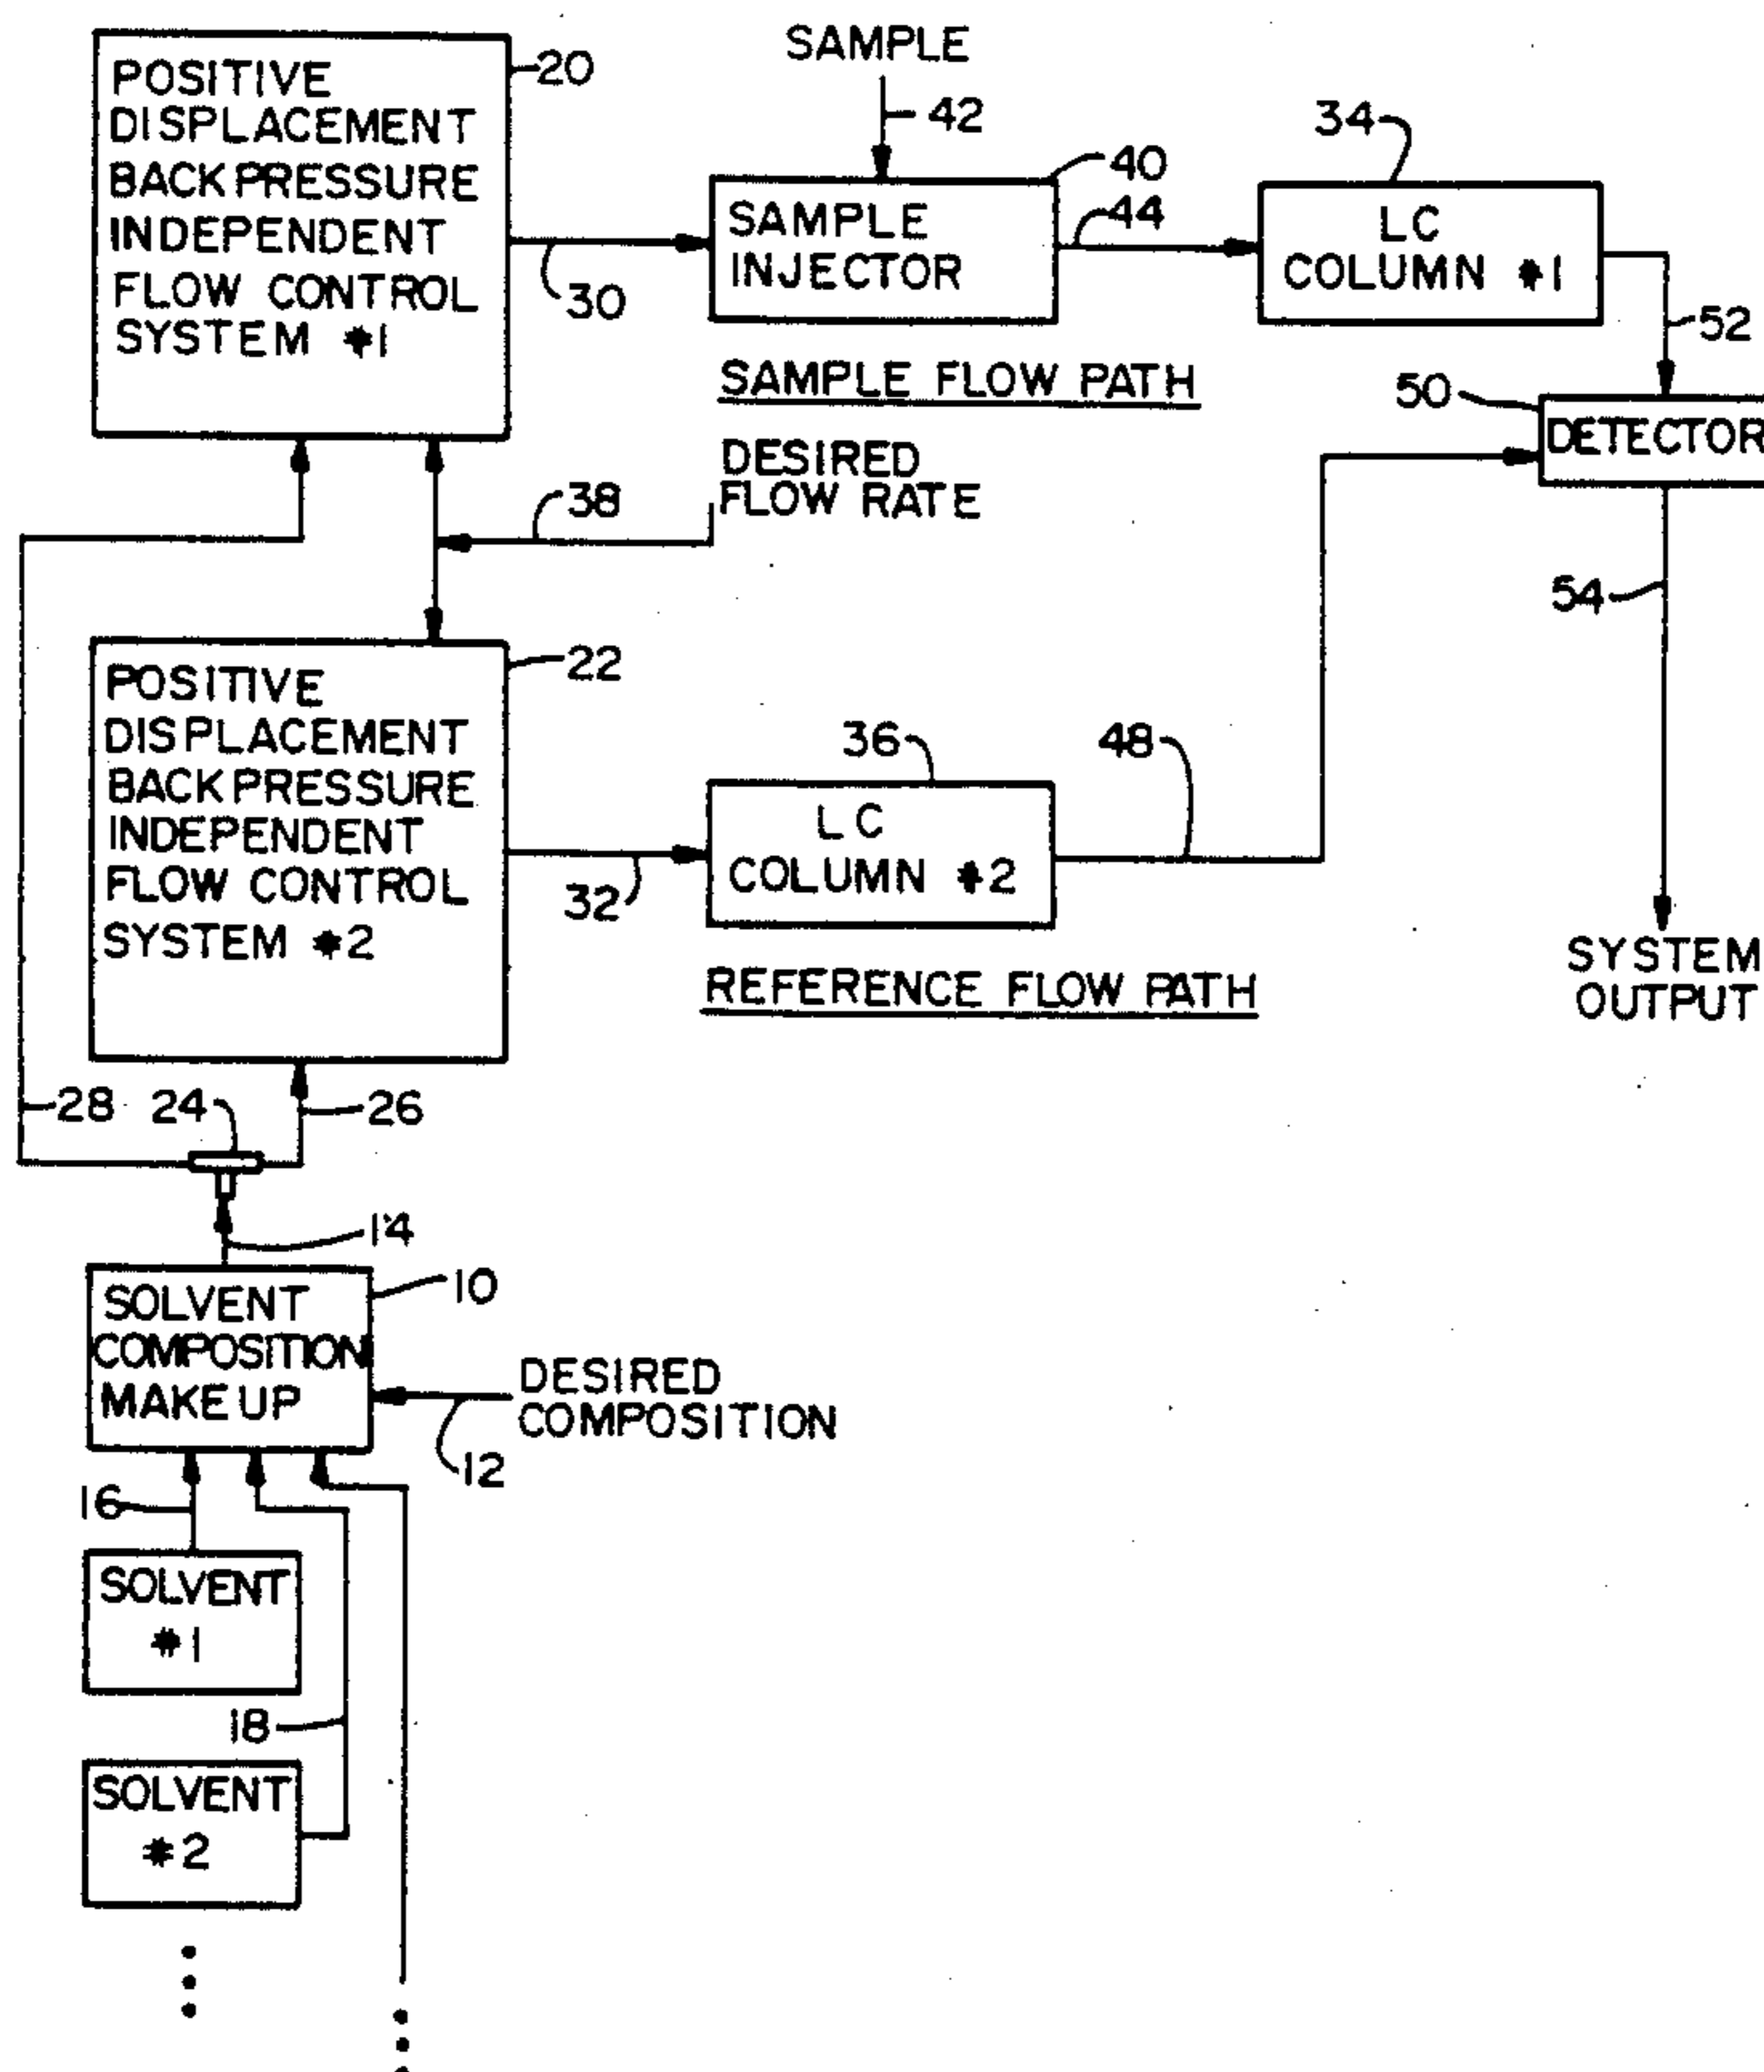 POSITIVE
DISPLACEMENT
BACKPRESSURE
INDEPENDENT
FLOW CONTROL
SYSTEM #1
20
SAMPLE
42
40
44
SAMPLE
INJECTOR
30
34
LC
COLUMN #1
52
SAMPLE FLOW PATH
50
DETECTOR
DESIRED
FLOW RATE
38
54
POSITIVE
DISPLACEMENT
BACKPRESSURE
INDEPENDENT
FLOW CONTROL
SYSTEM #2
22
36
48
LC
COLUMN #2
32
REFERENCE FLOW PATH
SYSTEM
OUTPUT
28
24
26
14
10
SOLVENT
COMPOSITION
MAKEUP
DESIRED
COMPOSITION
12
16
SOLVENT
#1
18
SOLVENT
#2